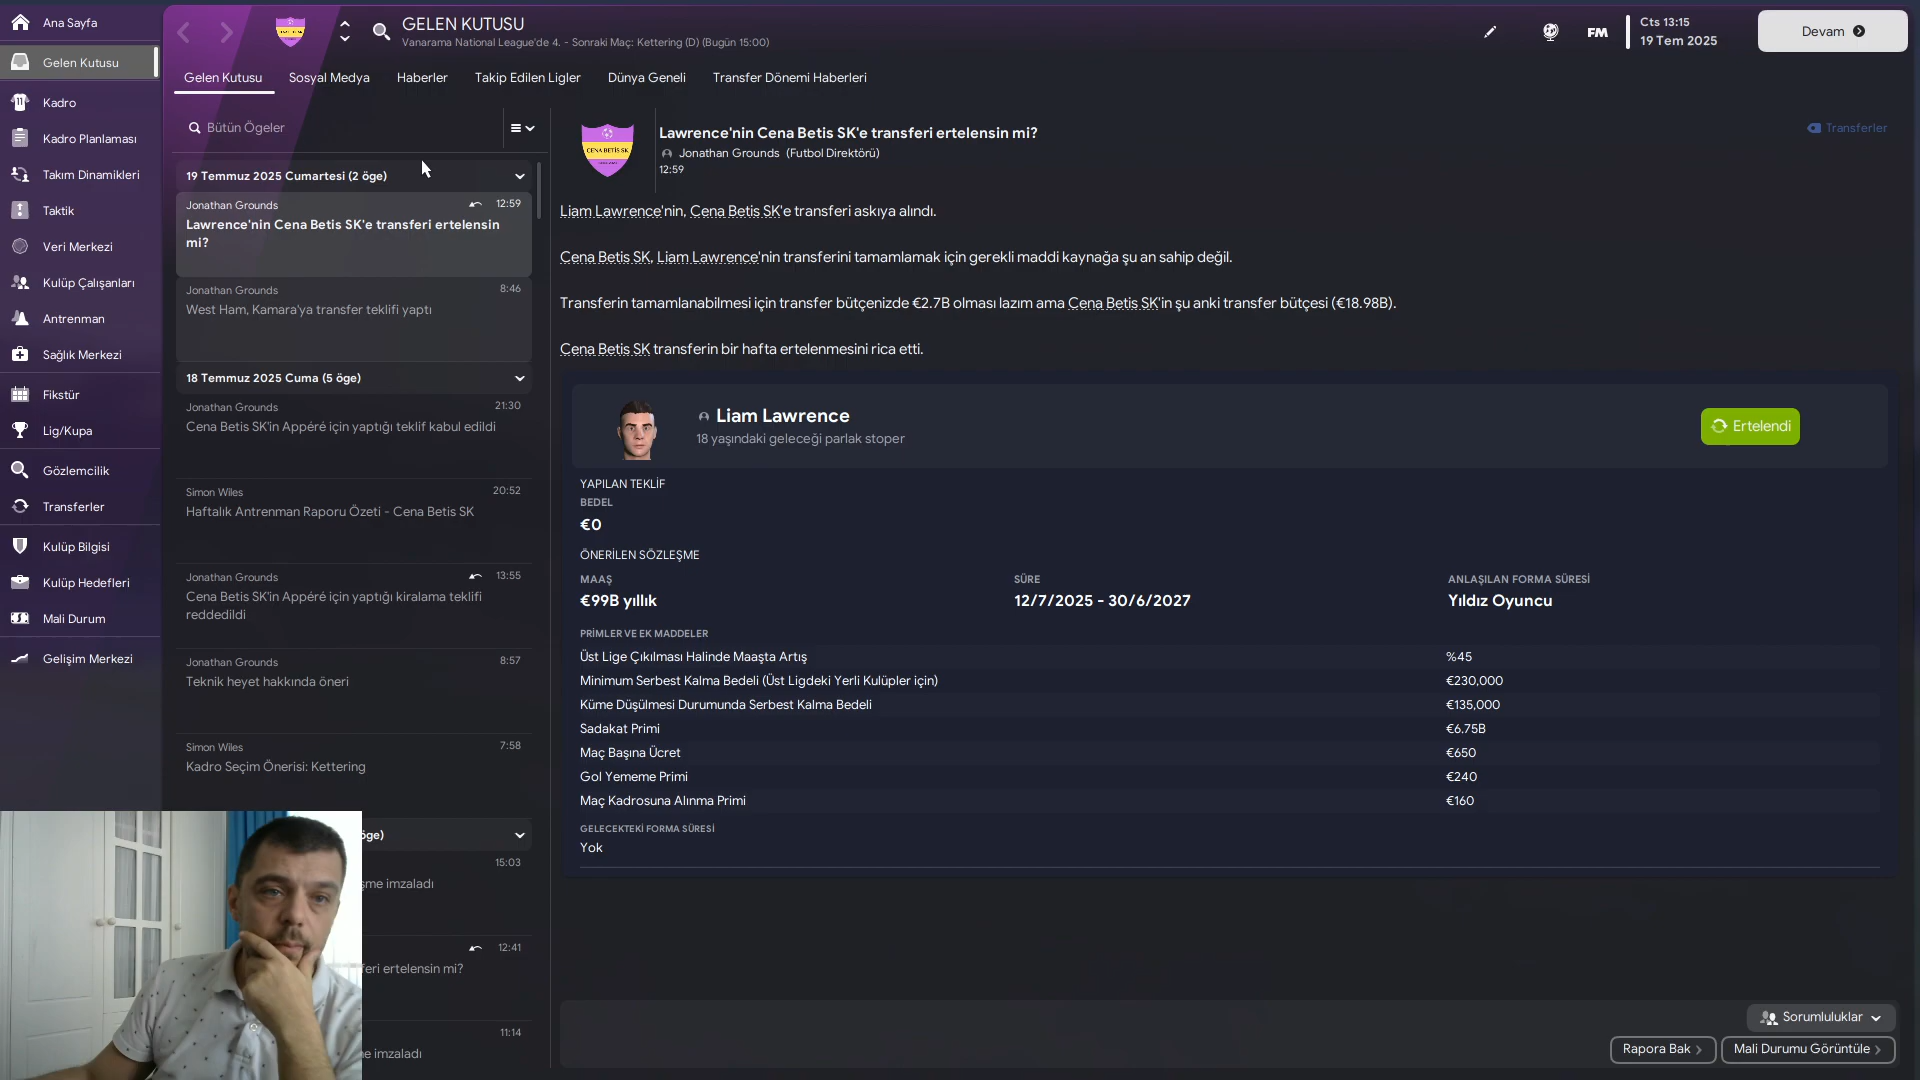 Ana Sayfa
Gelen Kutusu
Kadro
Kadro Planlaması
Takım Dinamikleri
Taktik
Veri Merkezi
Kulüp Çalışanları
Antrenman
Sağlık Merkezi
Fikstür
Lig/Kupa
Gözlemcilik
Transferler
Kulüp Bilgisi
Kulüp Hedefleri
Mali Durum
Gelişim Merkezi
GELEN KUTUSU
Vanarama National League'de 4. - Sonraki Maç: Kettering (D) (Bugün 15:00)
FM
Cts 13:15
19 Tem 2025
Devam
Gelen Kutusu
Sosyal Medya
Haberler
Takip Edilen Ligler
Dünya Geneli
Transfer Dönemi Haberleri
Bütün Ögeler
19 Temmuz 2025 Cumartesi (2 öge)
Jonathan Grounds 12:59
Lawrence'nin Cena Betis SK'e transferi ertelensin
mi?
Jonathan Grounds 8:46
West Ham, Kamara'ya transfer teklifi yaptı
18 Temmuz 2025 Cuma (5 öge)
Jonathan Grounds 21:30
Cena Betis SK'in Appéré için yaptığı teklif kabul edildi
Simon Wiles 20:52
Haftalık Antrenman Raporu Özeti - Cena Betis SK
Jonathan Grounds 13:55
Cena Betis SK'in Appéré için yaptığı kiralama teklifi
reddedildi
Jonathan Grounds 8:57
Teknik heyet hakkında öneri
Simon Wiles 7:58
Kadro Seçim Önerisi: Kettering
öge)
15:03
şme imzaladı
12:41
feri ertelensin mi?
11:14
e imzaladı
CENA BETİS SK
Lawrence'nin Cena Betis SK'e transferi ertelensin mi?
Jonathan Grounds (Futbol Direktörü)
12:59
Transferler
Liam Lawrence'nin, Cena Betis SK'e transferi askıya alındı.
Cena Betis SK, Liam Lawrence'nin transferini tamamlamak için gerekli maddi kaynağa şu an sahip değil.
Transferin tamamlanabilmesi için transfer bütçenizde €2.7B olması lazım ama Cena Betis SK'in şu anki transfer bütçesi (€18.98B).
Cena Betis SK transferin bir hafta ertelenmesini rica etti.
Liam Lawrence
18 yaşındaki geleceği parlak stoper
Ertelendi
YAPILAN TEKLİF
BEDEL
€0
ÖNERİLEN SÖZLEŞME
MAAŞ
€99B yıllık
SÜRE
12/7/2025 - 30/6/2027
ANLAŞILAN FORMA SÜRESİ
Yıldız Oyuncu
PRİMLER VE EK MADDELER
Üst Lige Çıkılması Halinde Maaşta Artış %45
Minimum Serbest Kalma Bedeli (Üst Ligdeki Yerli Kulüpler için) €230,000
Küme Düşülmesi Durumunda Serbest Kalma Bedeli €135,000
Sadakat Primi €6.75B
Maç Başına Ücret €650
Gol Yememe Primi €240
Maç Kadrosuna Alınma Primi €160
GELECEKTEKİ FORMA SÜRESİ
Yok
Sorumluluklar
Rapora Bak
Mali Durumu Görüntüle